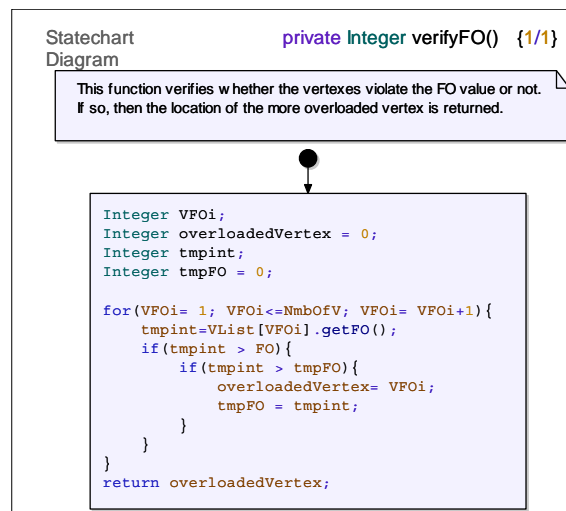 Statechart
Diagram
private Integer verifyFO() {1/1}
This function verifies whether the vertexes violate the FO value or not.
If so, then the location of the more overloaded vertex is returned.
Integer VFOi;
Integer overloadedVertex = 0;
Integer tmpint;
Integer tmpFO = 0;
for(VFOi= 1; VFOi<=NmbOfV; VFOi= VFOi+1){
    tmpint=VList[VFOi].getFO();
    if(tmpint > FO){
        if(tmpint > tmpFO){
            overloadedVertex= VFOi;
            tmpFO = tmpint;
        }
    }
}
return overloadedVertex;